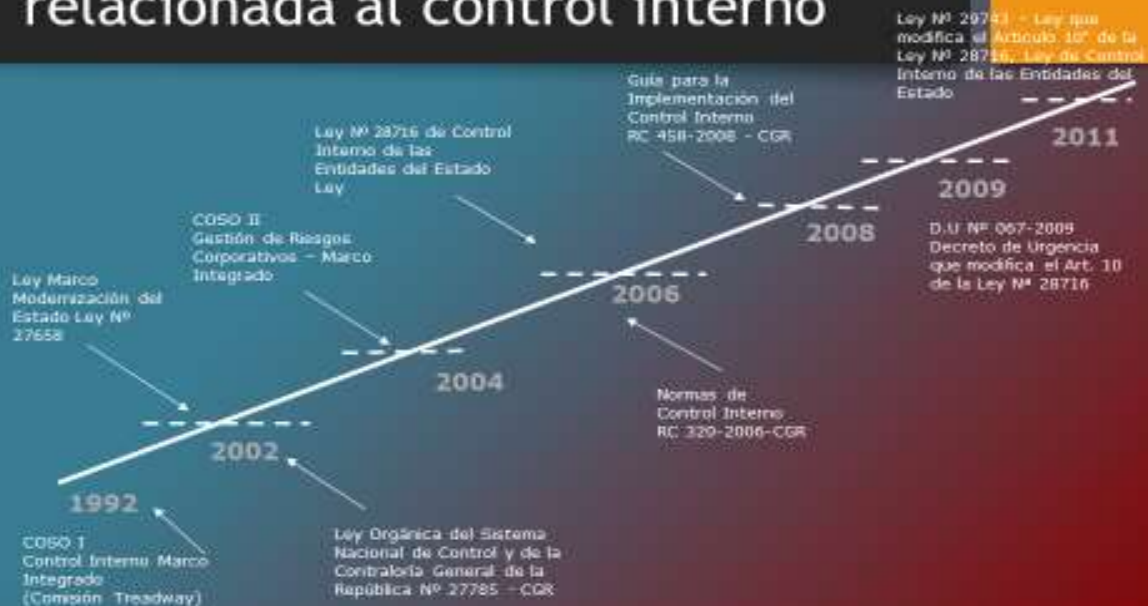 relacionada al control interno
Ley Nº 29743 - Ley que
modifica el Artículo 10° de la
Ley Nº 28716, Ley de Control
Interno de las Entidades del
Estado
2011
Guía para la
Implementación del
Control Interno
RC 458-2008 - CGR
2009
D.U Nº 067-2009
Decreto de Urgencia
que modifica el Art. 10
de la Ley Nº 28716
2008
Ley Nº 28716 de Control
Interno de las
Entidades del Estado
Ley
2006
Normas de
Control Interno
RC 320-2006-CGR
COSO II
Gestión de Riesgos
Corporativos – Marco
Integrado
2004
Ley Marco
Modernización del
Estado Ley Nº
27658
2002
Ley Orgánica del Sistema
Nacional de Control y de la
Contraloría General de la
República Nº 27785 - CGR
1992
COSO I
Control Interno Marco
Integrado
(Comisión Treadway)